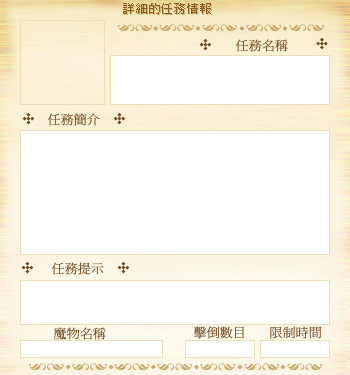 詳細的任務情報
任務名稱
任務簡介
任務提示
魔物名稱 擊倒數目 限制時間